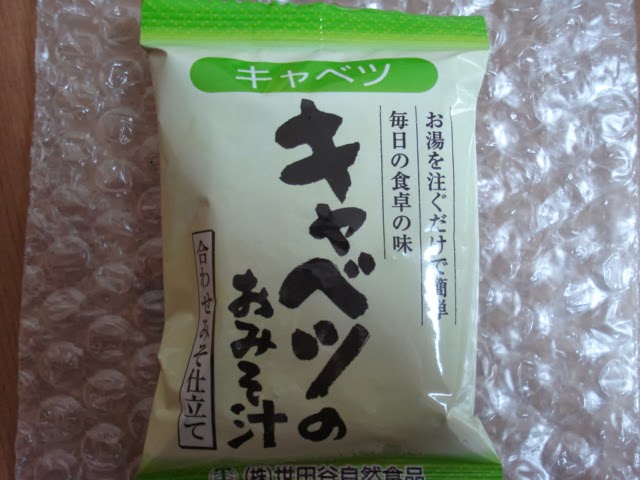 キャベツ
お湯を注ぐだけで簡単
毎日の食卓の味
キャベツの
おみそ汁
合わせみそ仕立て
(株)世田谷自然食品